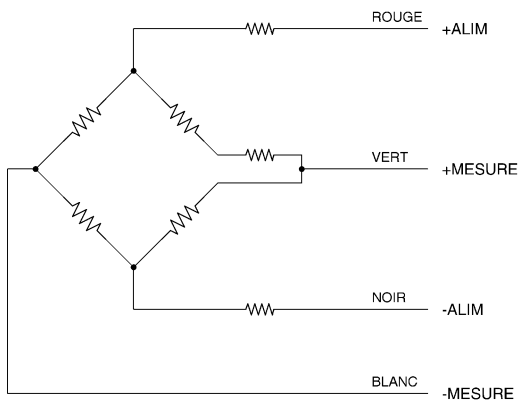 ROUGE +ALIM
VERT +MESURE
NOIR -ALIM
BLANC -MESURE